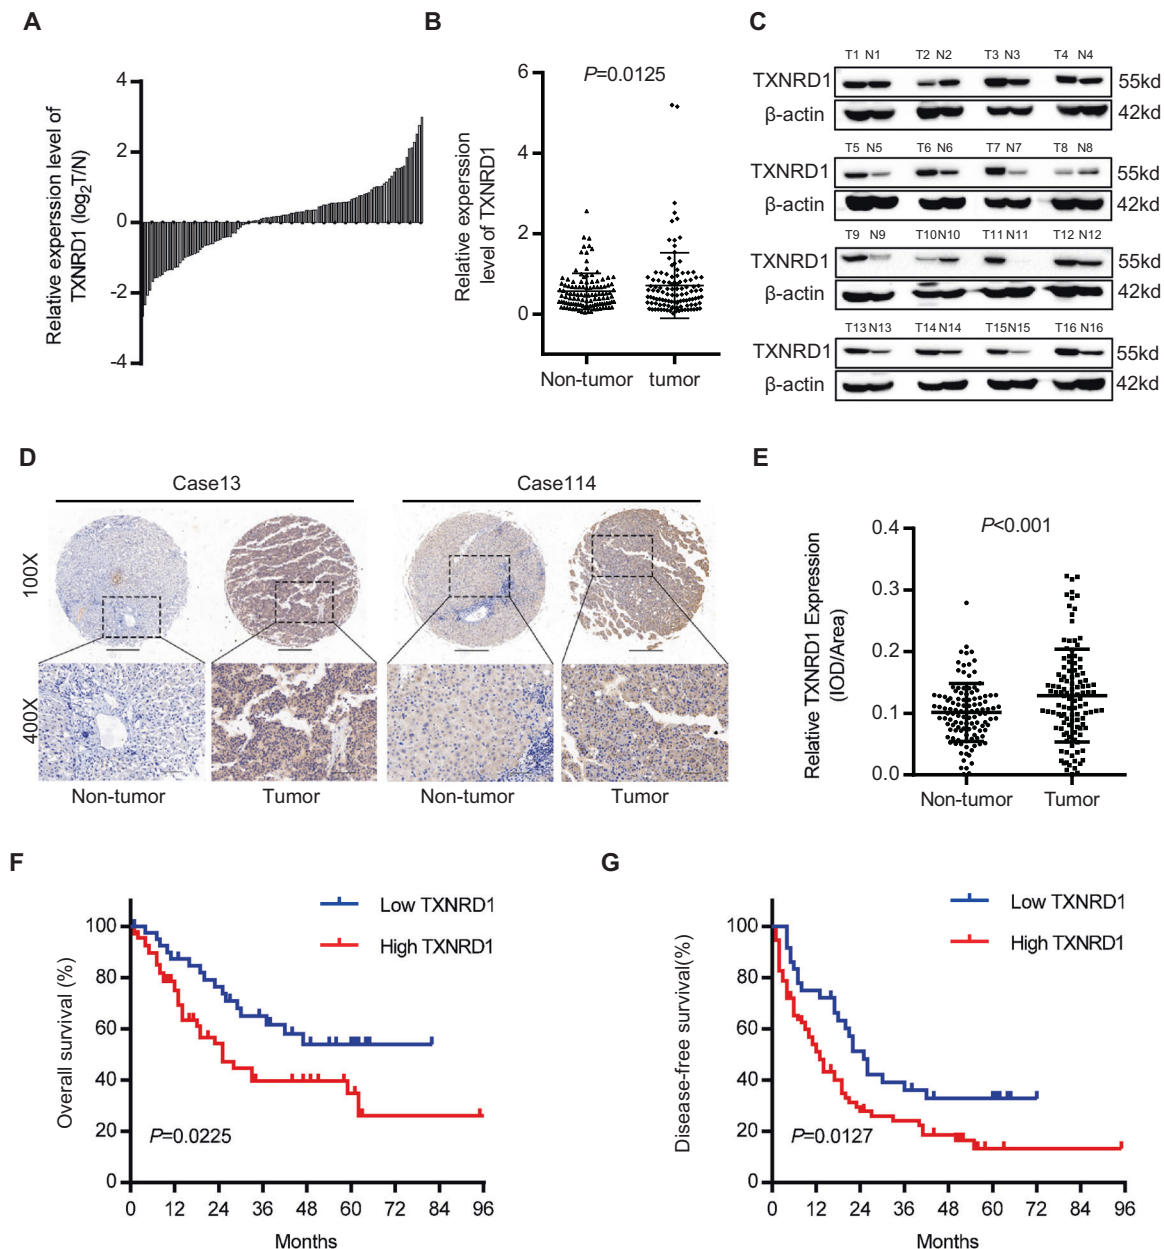 A
Relative experssion level of
TXNRD1 (log2T/N)
4
2
0
-2
-4
B
Relative experssion
level of TXNRD1
P=0.0125
6
4
2
0
Non-tumor tumor
C
T1 N1 T2 N2 T3 N3 T4 N4
TXNRD1 55kd
β-actin 42kd
T5 N5 T6 N6 T7 N7 T8 N8
TXNRD1 55kd
β-actin 42kd
T9 N9 T10 N10 T11 N11 T12 N12
TXNRD1 55kd
β-actin 42kd
T13 N13 T14 N14 T15 N15 T16 N16
TXNRD1 55kd
β-actin 42kd
D
Case13 Case114
100X
400X
Non-tumor Tumor Non-tumor Tumor
E
Relative TXNRD1 Expression
(IOD/Area)
P<0.001
0.4
0.3
0.2
0.1
0.0
Non-tumor Tumor
F
Low TXNRD1
High TXNRD1
Overall survival (%)
100
80
60
40
20
0
P=0.0225
0 12 24 36 48 60 72 84 96
Months
G
Low TXNRD1
High TXNRD1
Disease-free survival(%)
100
80
60
40
20
0
P=0.0127
0 12 24 36 48 60 72 84 96
Months